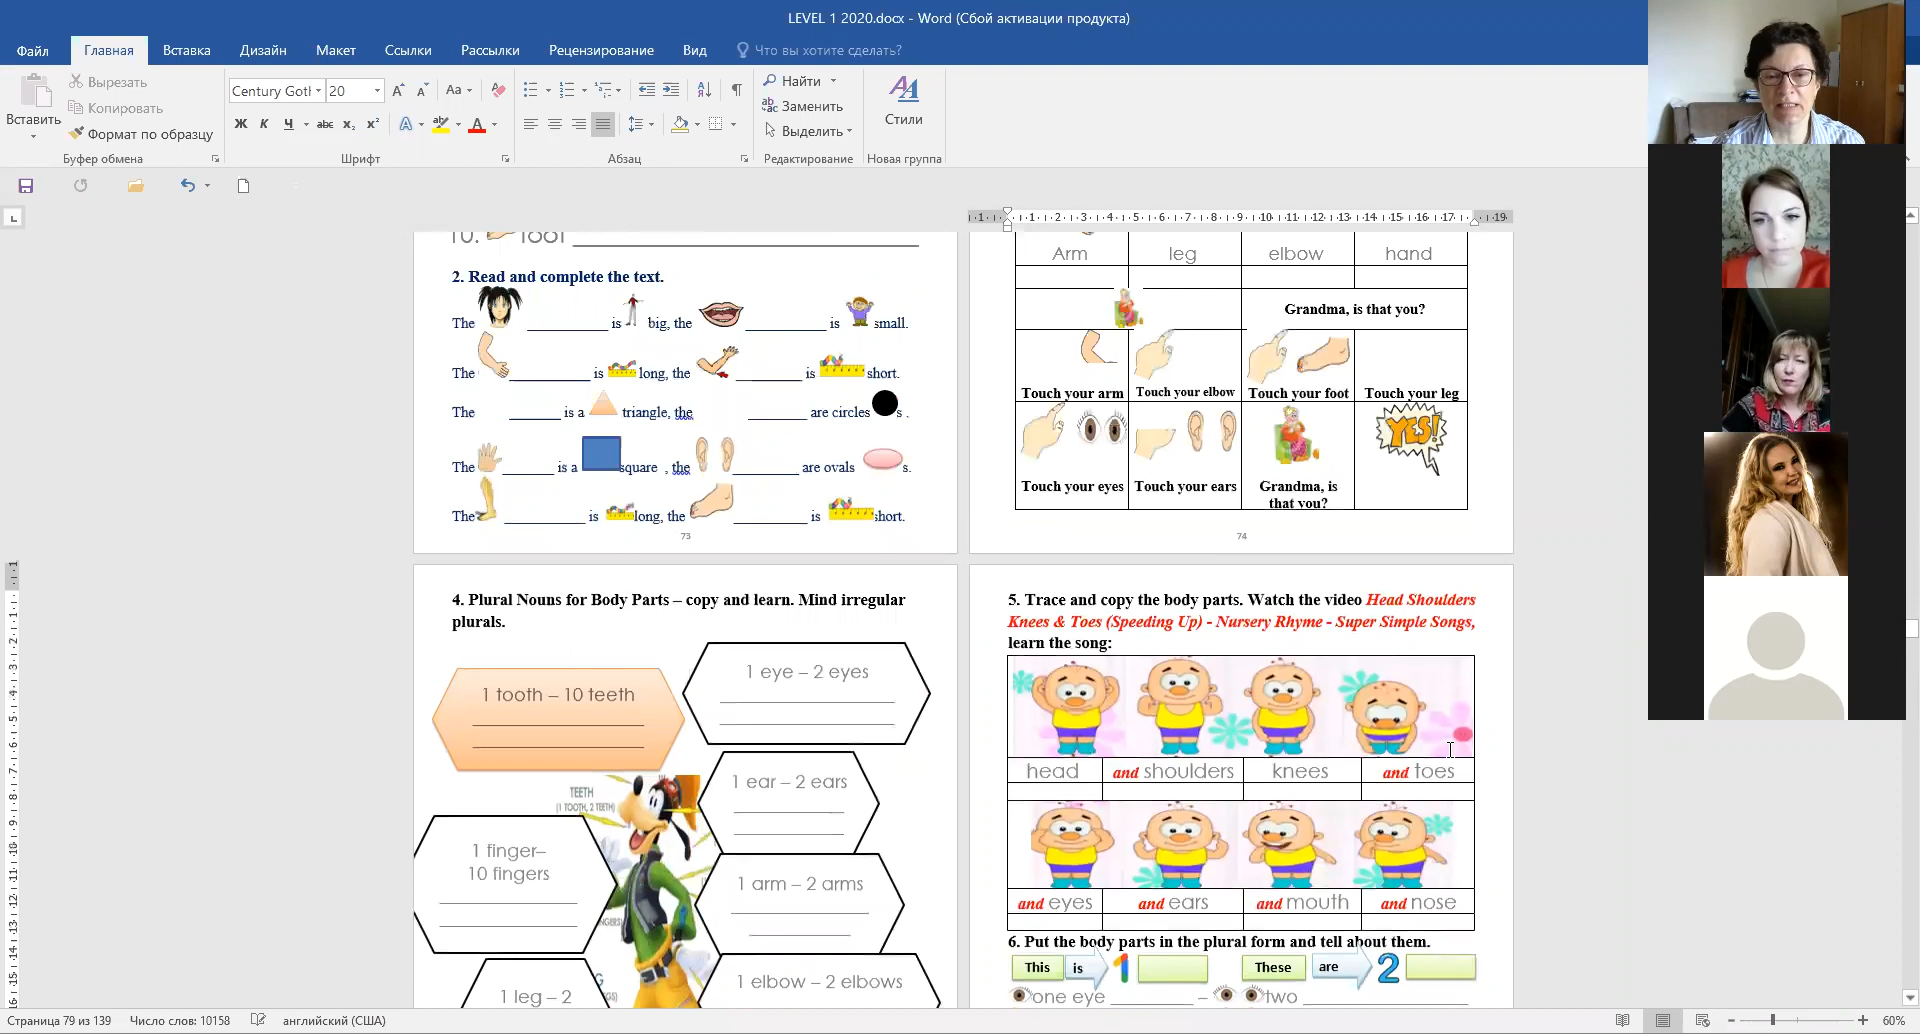 LEVEL 1 2020.docx - Word (Сбой активации продукта)
Файл Главная Вставка Дизайн Макет Ссылки Рассылки Рецензирование Вид Что вы хотите сделать?
Вставить
Вырезать
Копировать
Формат по образцу
Буфер обмена
Century Gotl 20
Шрифт
Абзац
Найти
Заменить
Выделить
Редактирование
Стили
Новая группа
10. foot
2. Read and complete the text.
The is big, the is small.
The is long, the is short.
The is a triangle, the are circles s .
The is a square , the are ovals s.
The is long, the is short.
73
Arm leg elbow hand
Grandma, is that you?
Touch your arm Touch your elbow Touch your foot Touch your leg
YES!
Touch your eyes Touch your ears Grandma, is
that you?
74
4. Plural Nouns for Body Parts – copy and learn. Mind irregular
plurals.
1 tooth – 10 teeth
1 eye – 2 eyes
1 ear – 2 ears
TEETH
(1 TOOTH, 2 TEETH)
1 finger–
10 fingers
1 arm – 2 arms
1 elbow – 2 elbows
1 leg – 2
5. Trace and copy the body parts. Watch the video Head Shoulders
Knees & Toes (Speeding Up) - Nursery Rhyme - Super Simple Songs,
learn the song:
head and shoulders knees and toes
and eyes and ears and mouth and nose
6. Put the body parts in the plural form and tell about them.
This is 1 These are 2
one eye – two
Страница 79 из 139 Число слов: 10158 английский (США) 60%